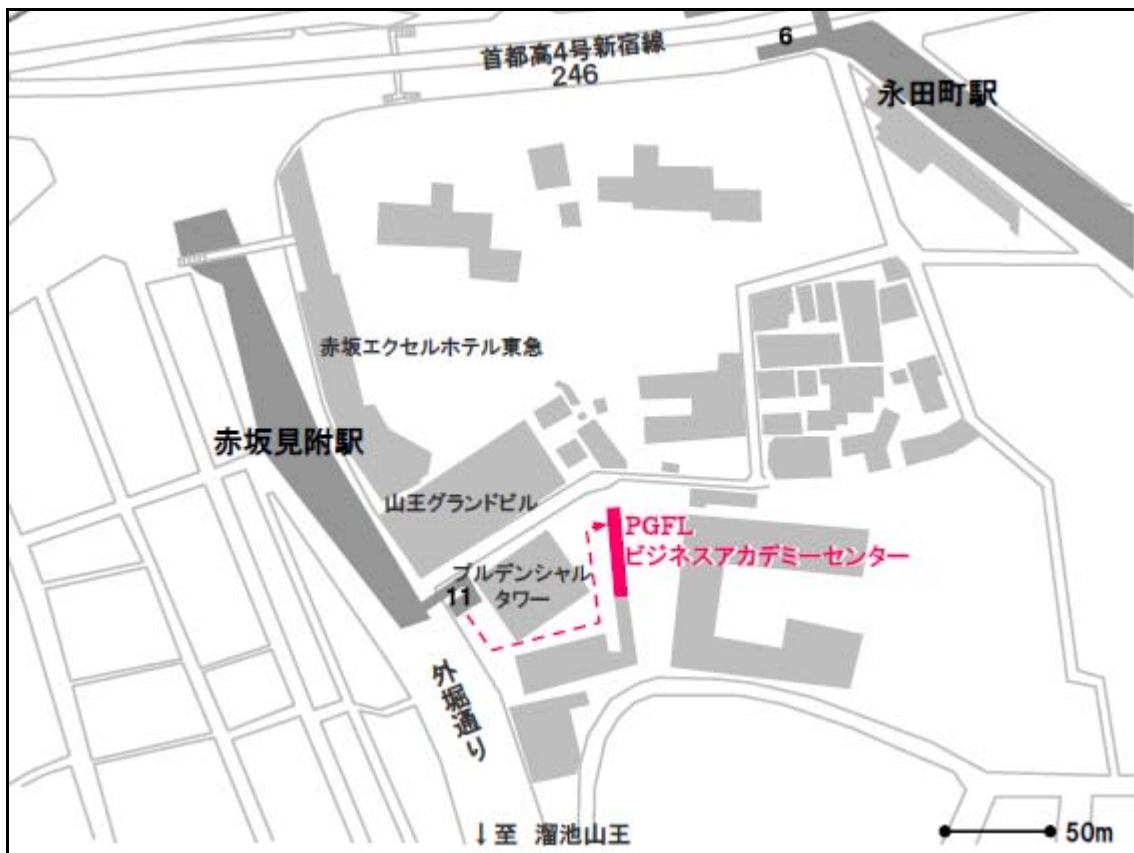 首都高4号新宿線
246
6
永田町駅
赤坂エクセルホテル東急
赤坂見附駅
山王グランドビル
PGFL
ビジネスアカデミーセンター
プルデンシャル
タワー
11
外堀通り
↓至 溜池山王
50m